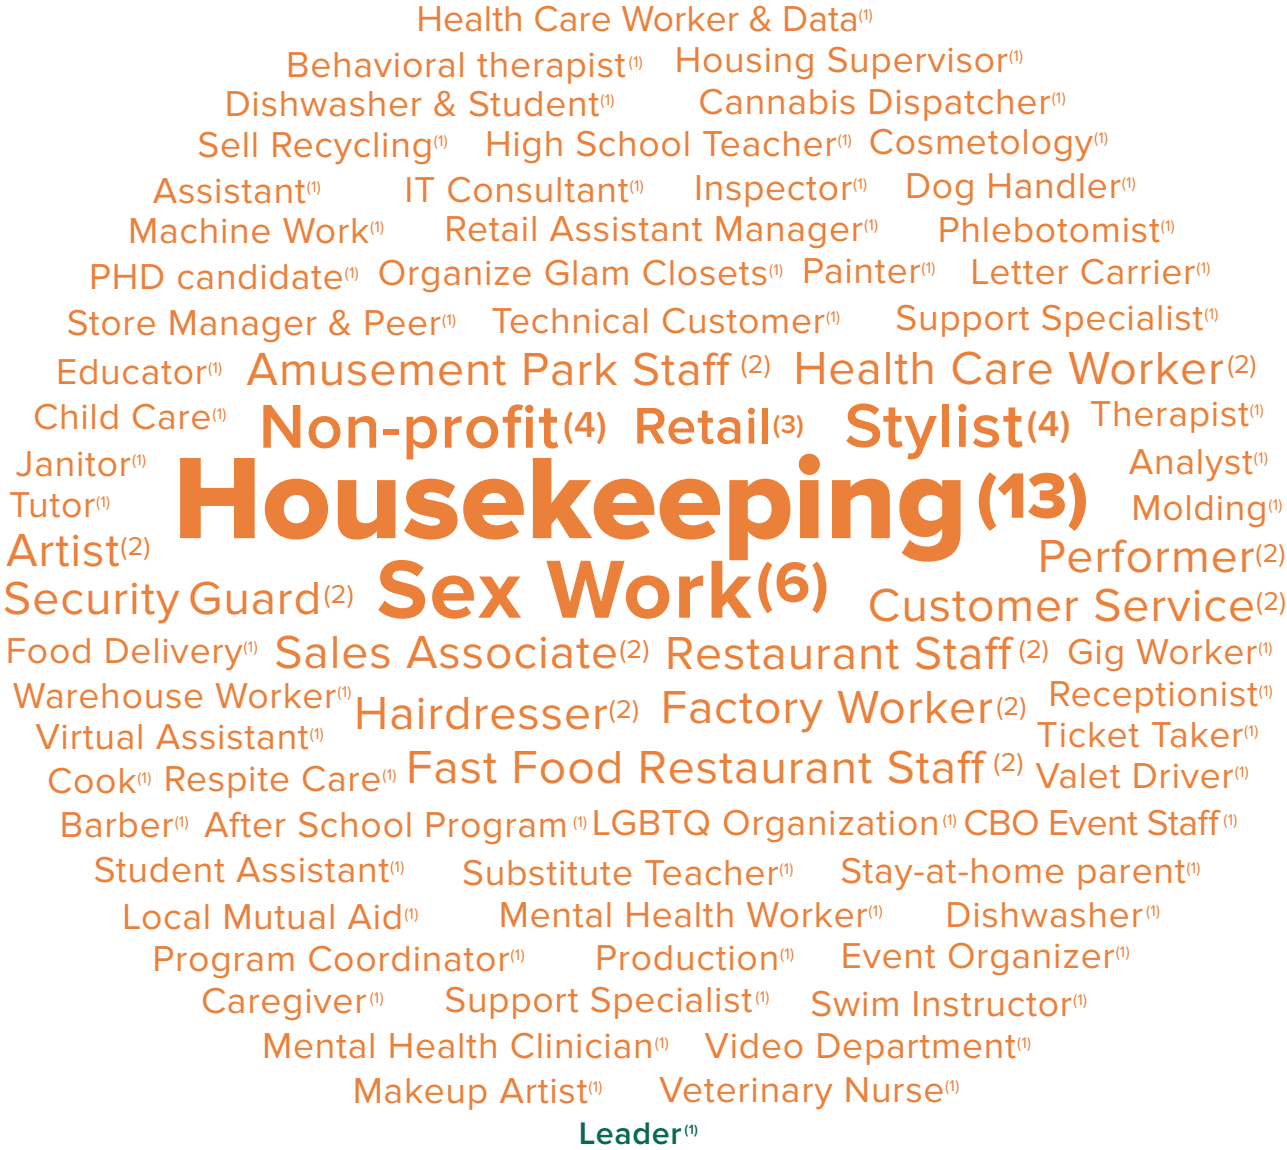 Health Care Worker & Data(1)
Behavioral therapist(1) Housing Supervisor(1)
Dishwasher & Student(1) Cannabis Dispatcher(1)
Sell Recycling(1) High School Teacher(1) Cosmetology(1)
Assistant(1) IT Consultant(1) Inspector(1) Dog Handler(1)
Machine Work(1) Retail Assistant Manager(1) Phlebotomist(1)
PHD candidate(1) Organize Glam Closets(1) Painter(1) Letter Carrier(1)
Store Manager & Peer(1) Technical Customer(1) Support Specialist(1)
Educator(1) Amusement Park Staff (2) Health Care Worker(2)
Child Care(1) Non-profit(4) Retail(3) Stylist(4) Therapist(1)
Janitor(1) Analyst(1)
Tutor(1) Housekeeping(13) Molding(1)
Artist(2) Performer(2)
Security Guard(2) Sex Work(6) Customer Service(2)
Food Delivery(1) Sales Associate(2) Restaurant Staff (2) Gig Worker(1)
Warehouse Worker(1) Hairdresser(2) Factory Worker(2) Receptionist(1)
Virtual Assistant(1) Ticket Taker(1)
Cook(1) Respite Care(1) Fast Food Restaurant Staff (2) Valet Driver(1)
Barber(1) After School Program (1) LGBTQ Organization(1) CBO Event Staff(1)
Student Assistant(1) Substitute Teacher(1) Stay-at-home parent(1)
Local Mutual Aid(1) Mental Health Worker(1) Dishwasher(1)
Program Coordinator(1) Production(1) Event Organizer(1)
Caregiver(1) Support Specialist(1) Swim Instructor(1)
Mental Health Clinician(1) Video Department(1)
Makeup Artist(1) Veterinary Nurse(1)
Leader(1)